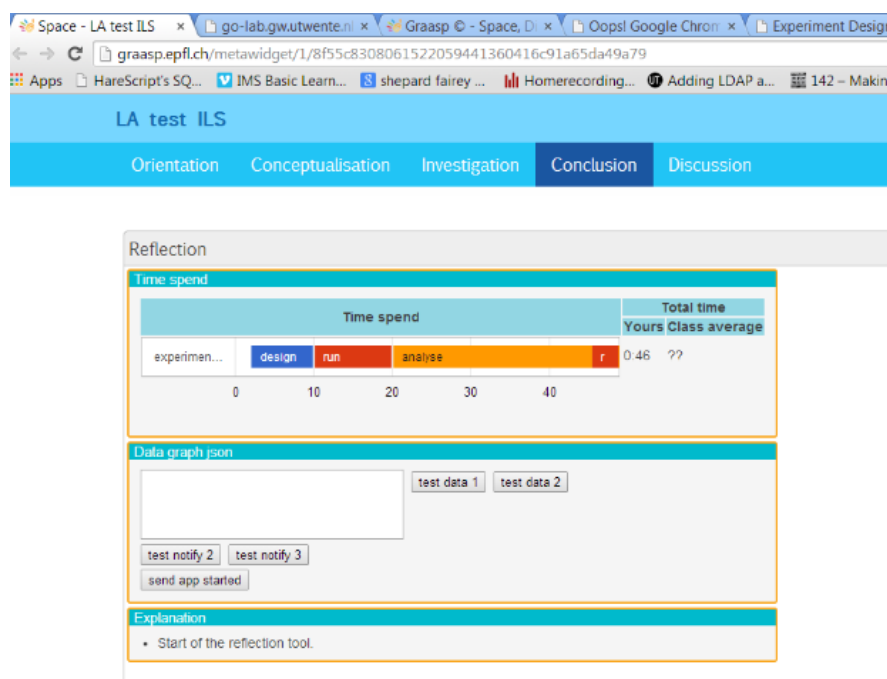 Space - LA test ILS
go-lab.gw.utwente.nl
Graasp © - Space, Di
Oops! Google Chrom
Experiment Design
graasp.epfl.ch/metawidget/1/8f55c8308061522059441360416c91a65da49a79
Apps HareScript's SQ... IMS Basic Learn... shepard fairey ... Homerecording... Adding LDAP a... 142 – Makin
LA test ILS
Orientation Conceptualisation Investigation Conclusion Discussion
Reflection
Time spend
Time spend
Total time
Yours Class average
experimen... design run analyse r 0:46 ??
0 10 20 30 40
Data graph json
test data 1 test data 2
test notify 2 test notify 3
send app started
Explanation
• Start of the reflection tool.